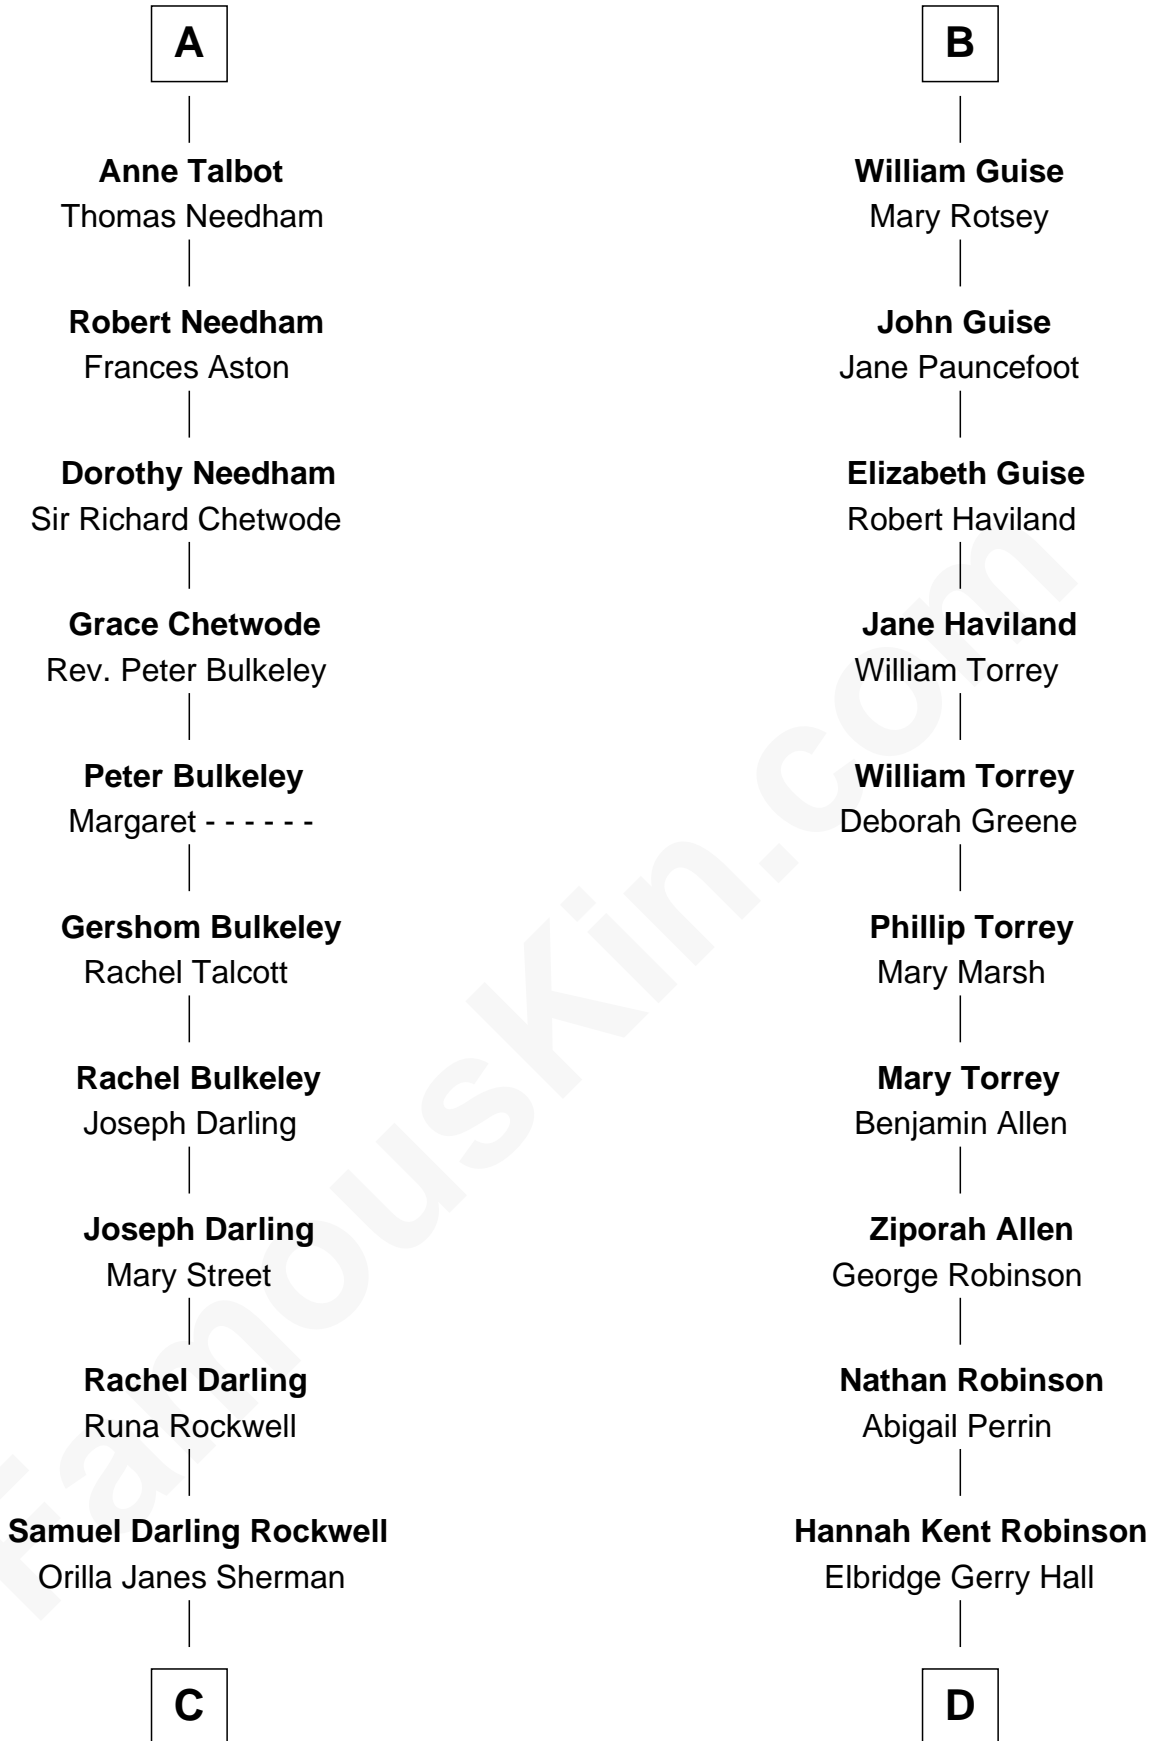 A
Anne Talbot
Thomas Needham
Robert Needham
Frances Aston
Dorothy Needham
Sir Richard Chetwode
Grace Chetwode
Rev. Peter Bulkeley
Peter Bulkeley
Margaret - - - - - -
Gershom Bulkeley
Rachel Talcott
Rachel Bulkeley
Joseph Darling
Joseph Darling
Mary Street
Rachel Darling
Runa Rockwell
Samuel Darling Rockwell
Orilla Janes Sherman
C
B
William Guise
Mary Rotsey
John Guise
Jane Pauncefoot
Elizabeth Guise
Robert Haviland
Jane Haviland
William Torrey
William Torrey
Deborah Greene
Phillip Torrey
Mary Marsh
Mary Torrey
Benjamin Allen
Ziporah Allen
George Robinson
Nathan Robinson
Abigail Perrin
Hannah Kent Robinson
Elbridge Gerry Hall
D
FamousKin.com